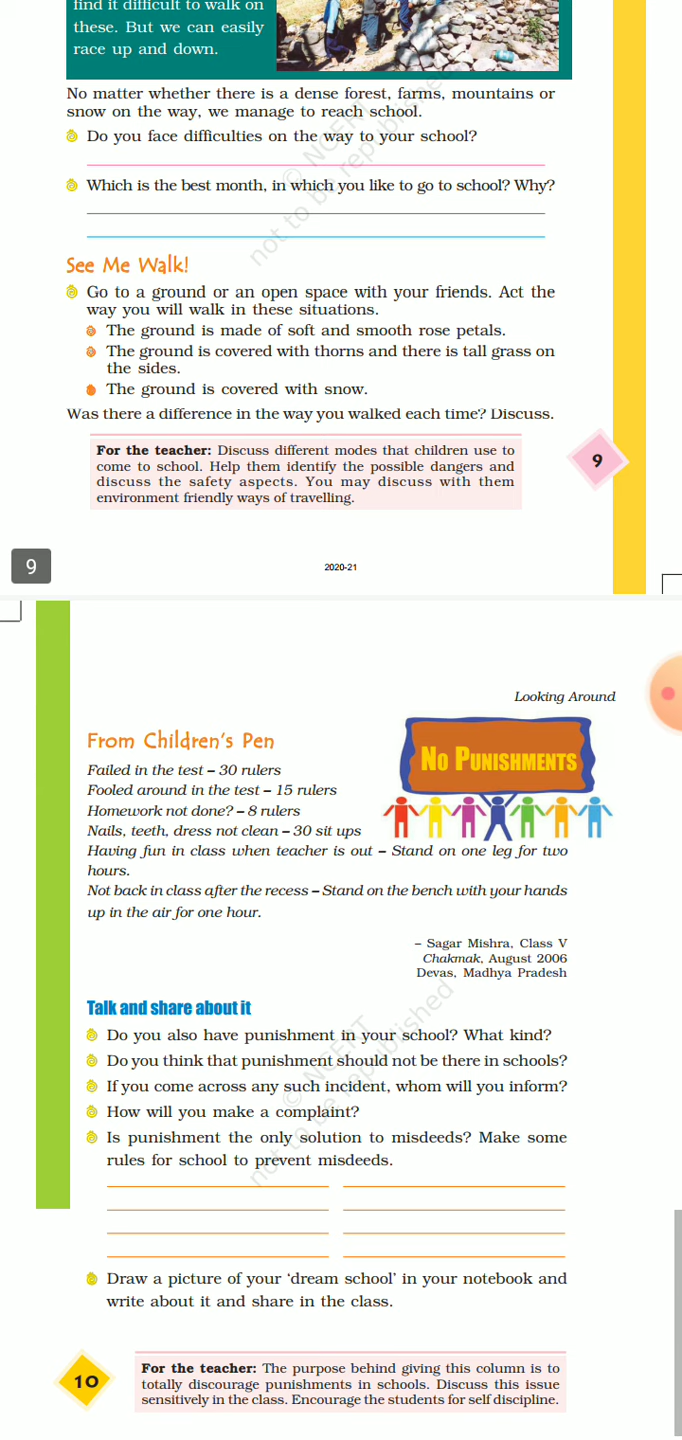 find it difficult to walk on
these. But we can easily
race up and down.
No matter whether there is a dense forest, farms, mountains or
snow on the way, we manage to reach school.
Do you face difficulties on the way to your school?
Which is the best month, in which you like to go to school? Why?
See Me Walk!
Go to a ground or an open space with your friends. Act the
way you will walk in these situations.
The ground is made of soft and smooth rose petals.
The ground is covered with thorns and there is tall grass on
the sides.
The ground is covered with snow.
Was there a difference in the way you walked each time? Discuss.
For the teacher: Discuss different modes that children use to
come to school. Help them identify the possible dangers and
discuss the safety aspects. You may discuss with them
environment friendly ways of travelling.
9
9
2020-21
© NCERT
not to be republished
Looking Around
From Children's Pen
No Punishments
Failed in the test – 30 rulers
Fooled around in the test – 15 rulers
Homework not done? – 8 rulers
Nails, teeth, dress not clean – 30 sit ups
Having fun in class when teacher is out – Stand on one leg for two
hours.
Not back in class after the recess – Stand on the bench with your hands
up in the air for one hour.
– Sagar Mishra, Class V
Chakmak, August 2006
Devas, Madhya Pradesh
Talk and share about it
Do you also have punishment in your school? What kind?
Do you think that punishment should not be there in schools?
If you come across any such incident, whom will you inform?
How will you make a complaint?
Is punishment the only solution to misdeeds? Make some
rules for school to prevent misdeeds.
Draw a picture of your ‘dream school’ in your notebook and
write about it and share in the class.
© NCERT
not to be republished
10
For the teacher: The purpose behind giving this column is to
totally discourage punishments in schools. Discuss this issue
sensitively in the class. Encourage the students for self discipline.